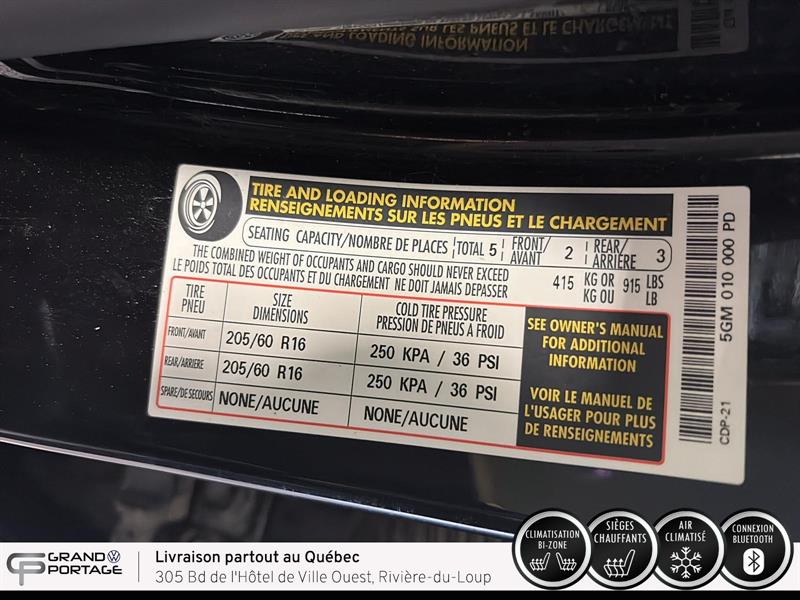 TIRE AND LOADING INFORMATION
RENSEIGNEMENTS SUR LES PNEUS ET LE CHARGEMENT
SEATING CAPACITY/NOMBRE DE PLACES TOTAL 5 FRONT/AVANT 2 REAR/ARRIÈRE 3
THE COMBINED WEIGHT OF OCCUPANTS AND CARGO SHOULD NEVER EXCEED
LE POIDS TOTAL DES OCCUPANTS ET DU CHARGEMENT NE DOIT JAMAIS DEPASSER
415 KG OR 915 LBS
KG OU LB
TIRE PNEU
SIZE DIMENSIONS
COLD TIRE PRESSURE
PRESSION DE PNEUS A FROID
FRONT/AVANT 205/60 R16 250 KPA / 36 PSI
REAR/ARRIERE 205/60 R16 250 KPA / 36 PSI
SPARE/DE SECOURS NONE/AUCUNE NONE/AUCUNE
SEE OWNER'S MANUAL
FOR ADDITIONAL
INFORMATION
VOIR LE MANUEL DE
L'USAGER POUR PLUS
DE RENSEIGNEMENTS
5GM 010 000 PD
CDP-21
GRAND PORTAGE
Livraison partout au Québec
305 Bd de l'Hôtel de Ville Ouest, Rivière-du-Loup
CLIMATISATION
BI-ZONE
SIÈGES
CHAUFFANTS
AIR
CLIMATISÉ
CONNEXION
BLUETOOTH